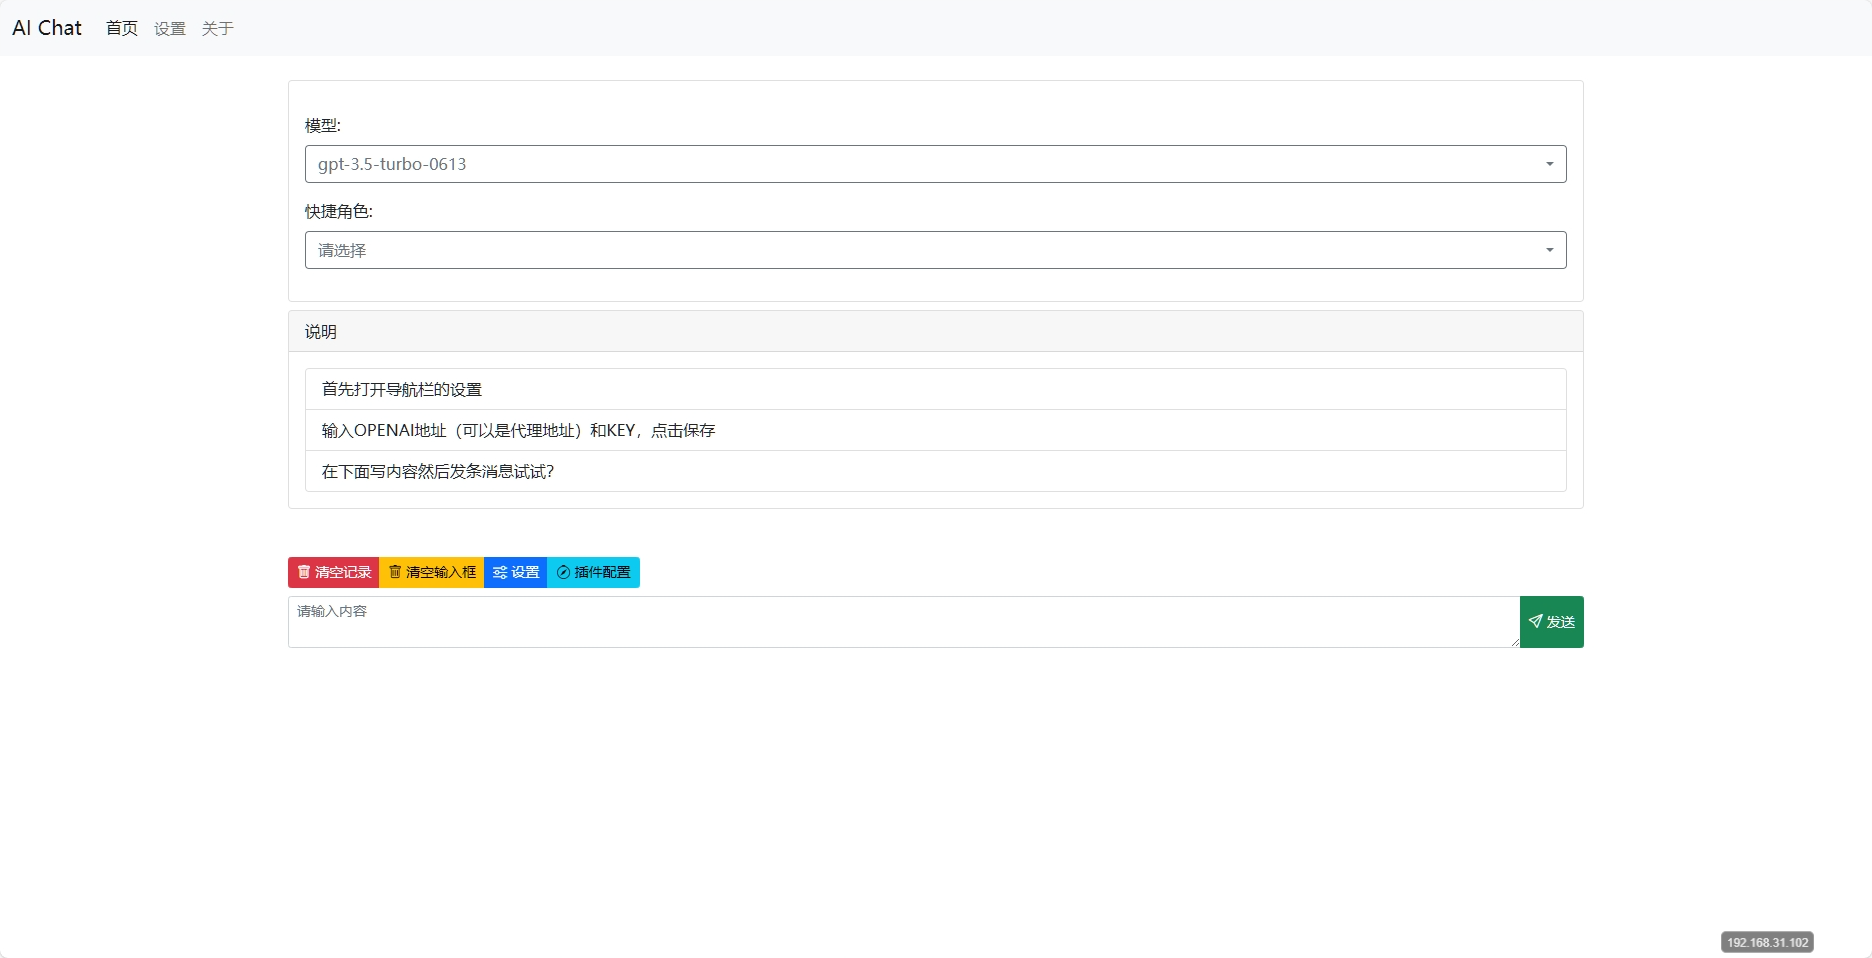 AI Chat 首页 设置 关于
模型:
gpt-3.5-turbo-0613
快捷角色:
请选择
说明
首先打开导航栏的设置
输入OPENAI地址（可以是代理地址）和KEY，点击保存
在下面写内容然后发条消息试试？
清空记录 清空输入框 设置 插件配置
请输入内容
发送
192.168.31.102